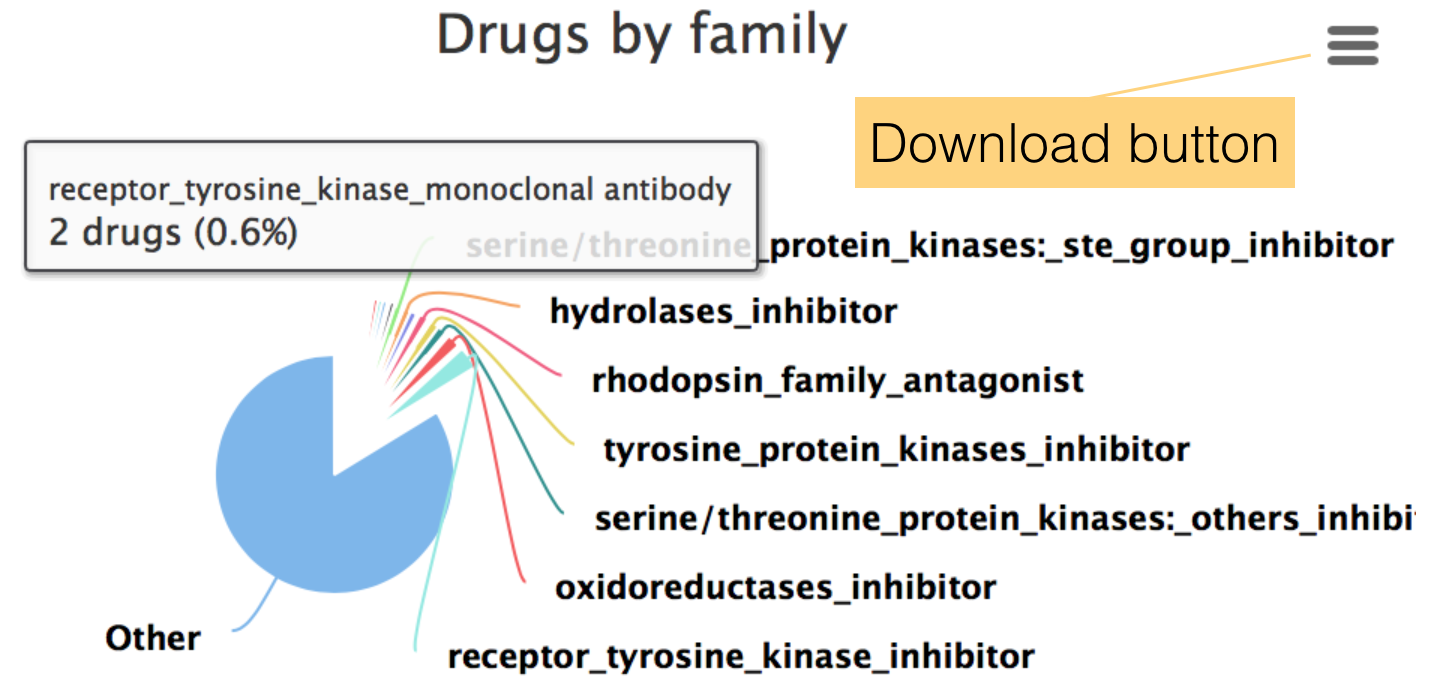 Drugs by family
Download button
receptor_tyrosine_kinase_monoclonal antibody
2 drugs (0.6%)
serine/threonine_protein_kinases:_ste_group_inhibitor
hydrolases_inhibitor
rhodopsin_family_antagonist
tyrosine_protein_kinases_inhibitor
serine/threonine_protein_kinases:_others_inhibi
oxidoreductases_inhibitor
Other
receptor_tyrosine_kinase_inhibitor